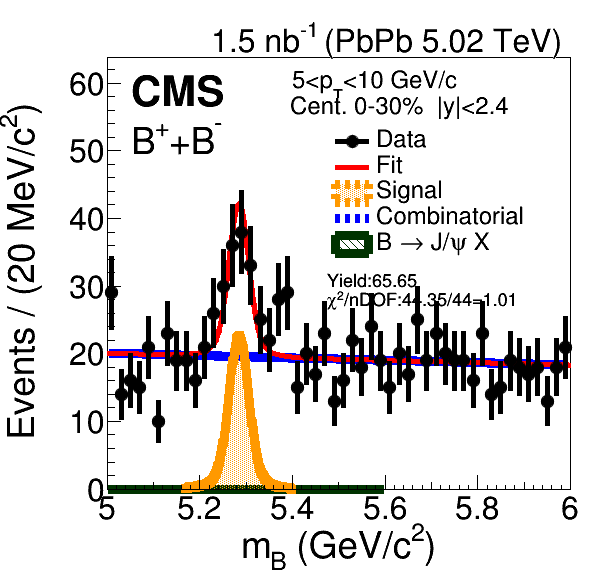 1.5 nb⁻¹ (PbPb 5.02 TeV)
CMS
B⁺+B⁻
5<p_T<10 GeV/c
Cent. 0-30% |y|<2.4
Data
Fit
Signal
Combinatorial
B → J/ψ X
Yield:65.65
χ²/nDOF:44.35/44=1.01
Events / (20 MeV/c²)
60
50
40
30
20
10
0
5 5.2 5.4 5.6 5.8 6
m_B (GeV/c²)